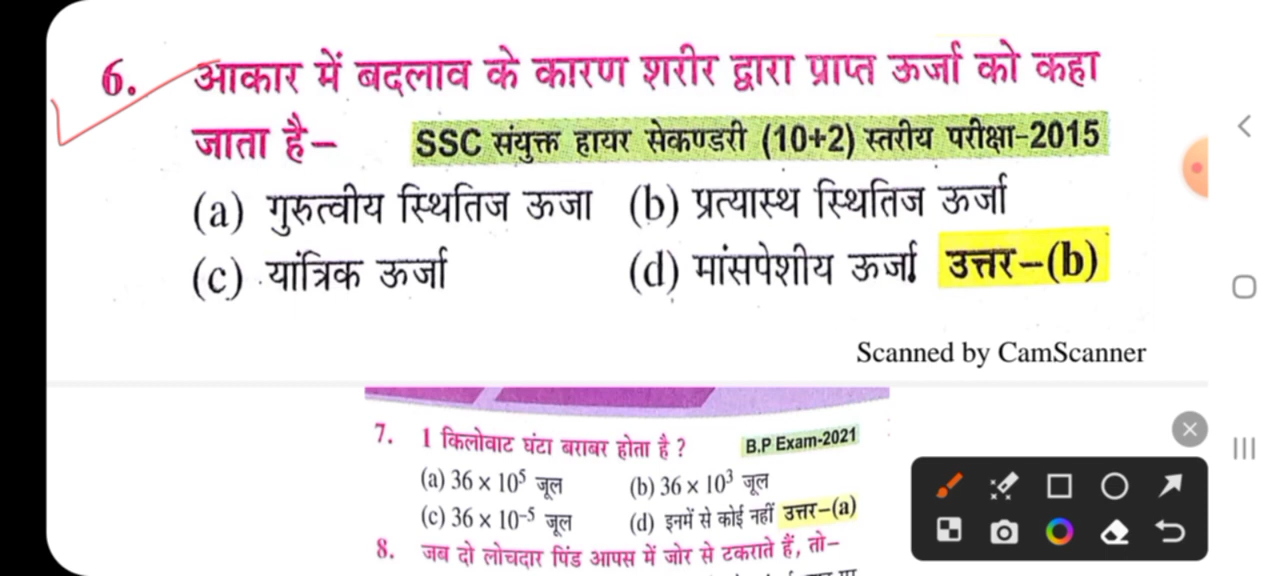 6. आकार में बदलाव के कारण शरीर द्वारा प्राप्त ऊर्जा को कहा
जाता है– SSC संयुक्त हायर सेकण्डरी (10+2) स्तरीय परीक्षा-2015
(a) गुरुत्वीय स्थितिज ऊजा (b) प्रत्यास्थ स्थितिज ऊर्जा
(c) यांत्रिक ऊर्जा (d) मांसपेशीय ऊर्जा उत्तर–(b)
Scanned by CamScanner
7. 1 किलोवाट घंटा बराबर होता है ? B.P Exam-2021
(a) 36 × 10⁵ जूल (b) 36 × 10³ जूल
(c) 36 × 10⁻⁵ जूल (d) इनमें से कोई नहीं उत्तर–(a)
8. जब दो लोचदार पिंड आपस में जोर से टकराते हैं, तो–